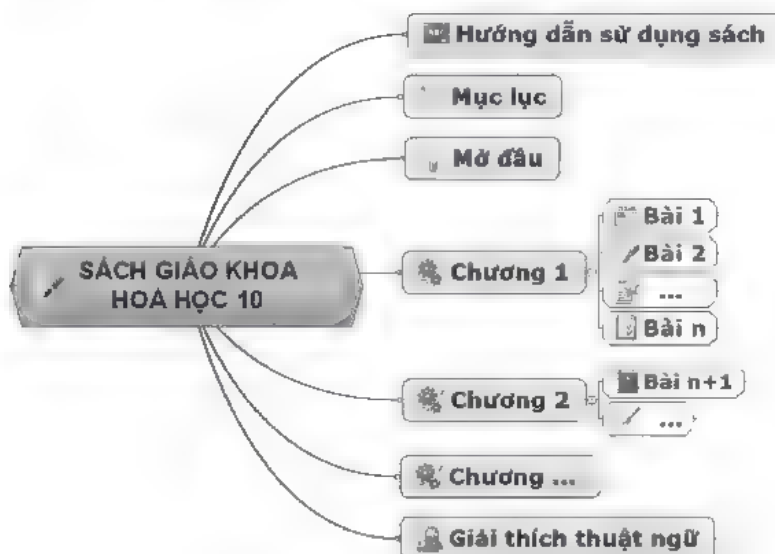 Hướng dẫn sử dụng sách
Mục lục
Mở đầu
SÁCH GIÁO KHOA
HOÁ HỌC 10
Chương 1
Bài 1
Bài 2
...
Bài n
Chương 2
Bài n+1
...
Chương ...
Giải thích thuật ngữ